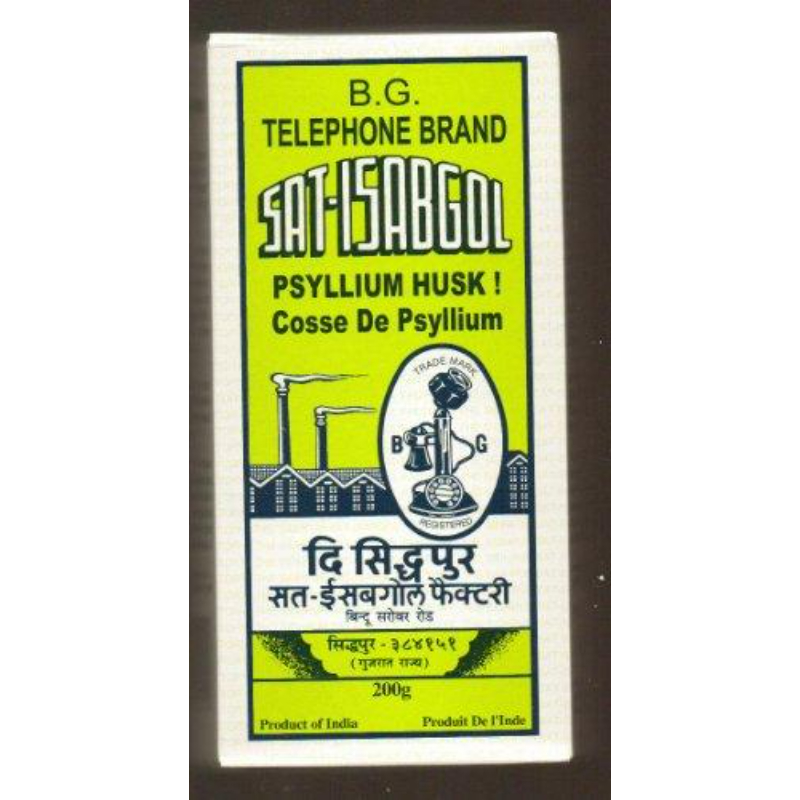 B.G.
TELEPHONE BRAND
SAT-ISABGOL
PSYLLIUM HUSK !
Cosse De Psyllium
TRADE MARK
B G
REGISTERED
दि सिद्धपुर
सत-ईसबगोल फैक्टरी
बिन्दू सरोवर रोड
सिद्धपुर - ३८४१५१
(गुजरात राज्य)
200g
Product of India Produit De l'Inde